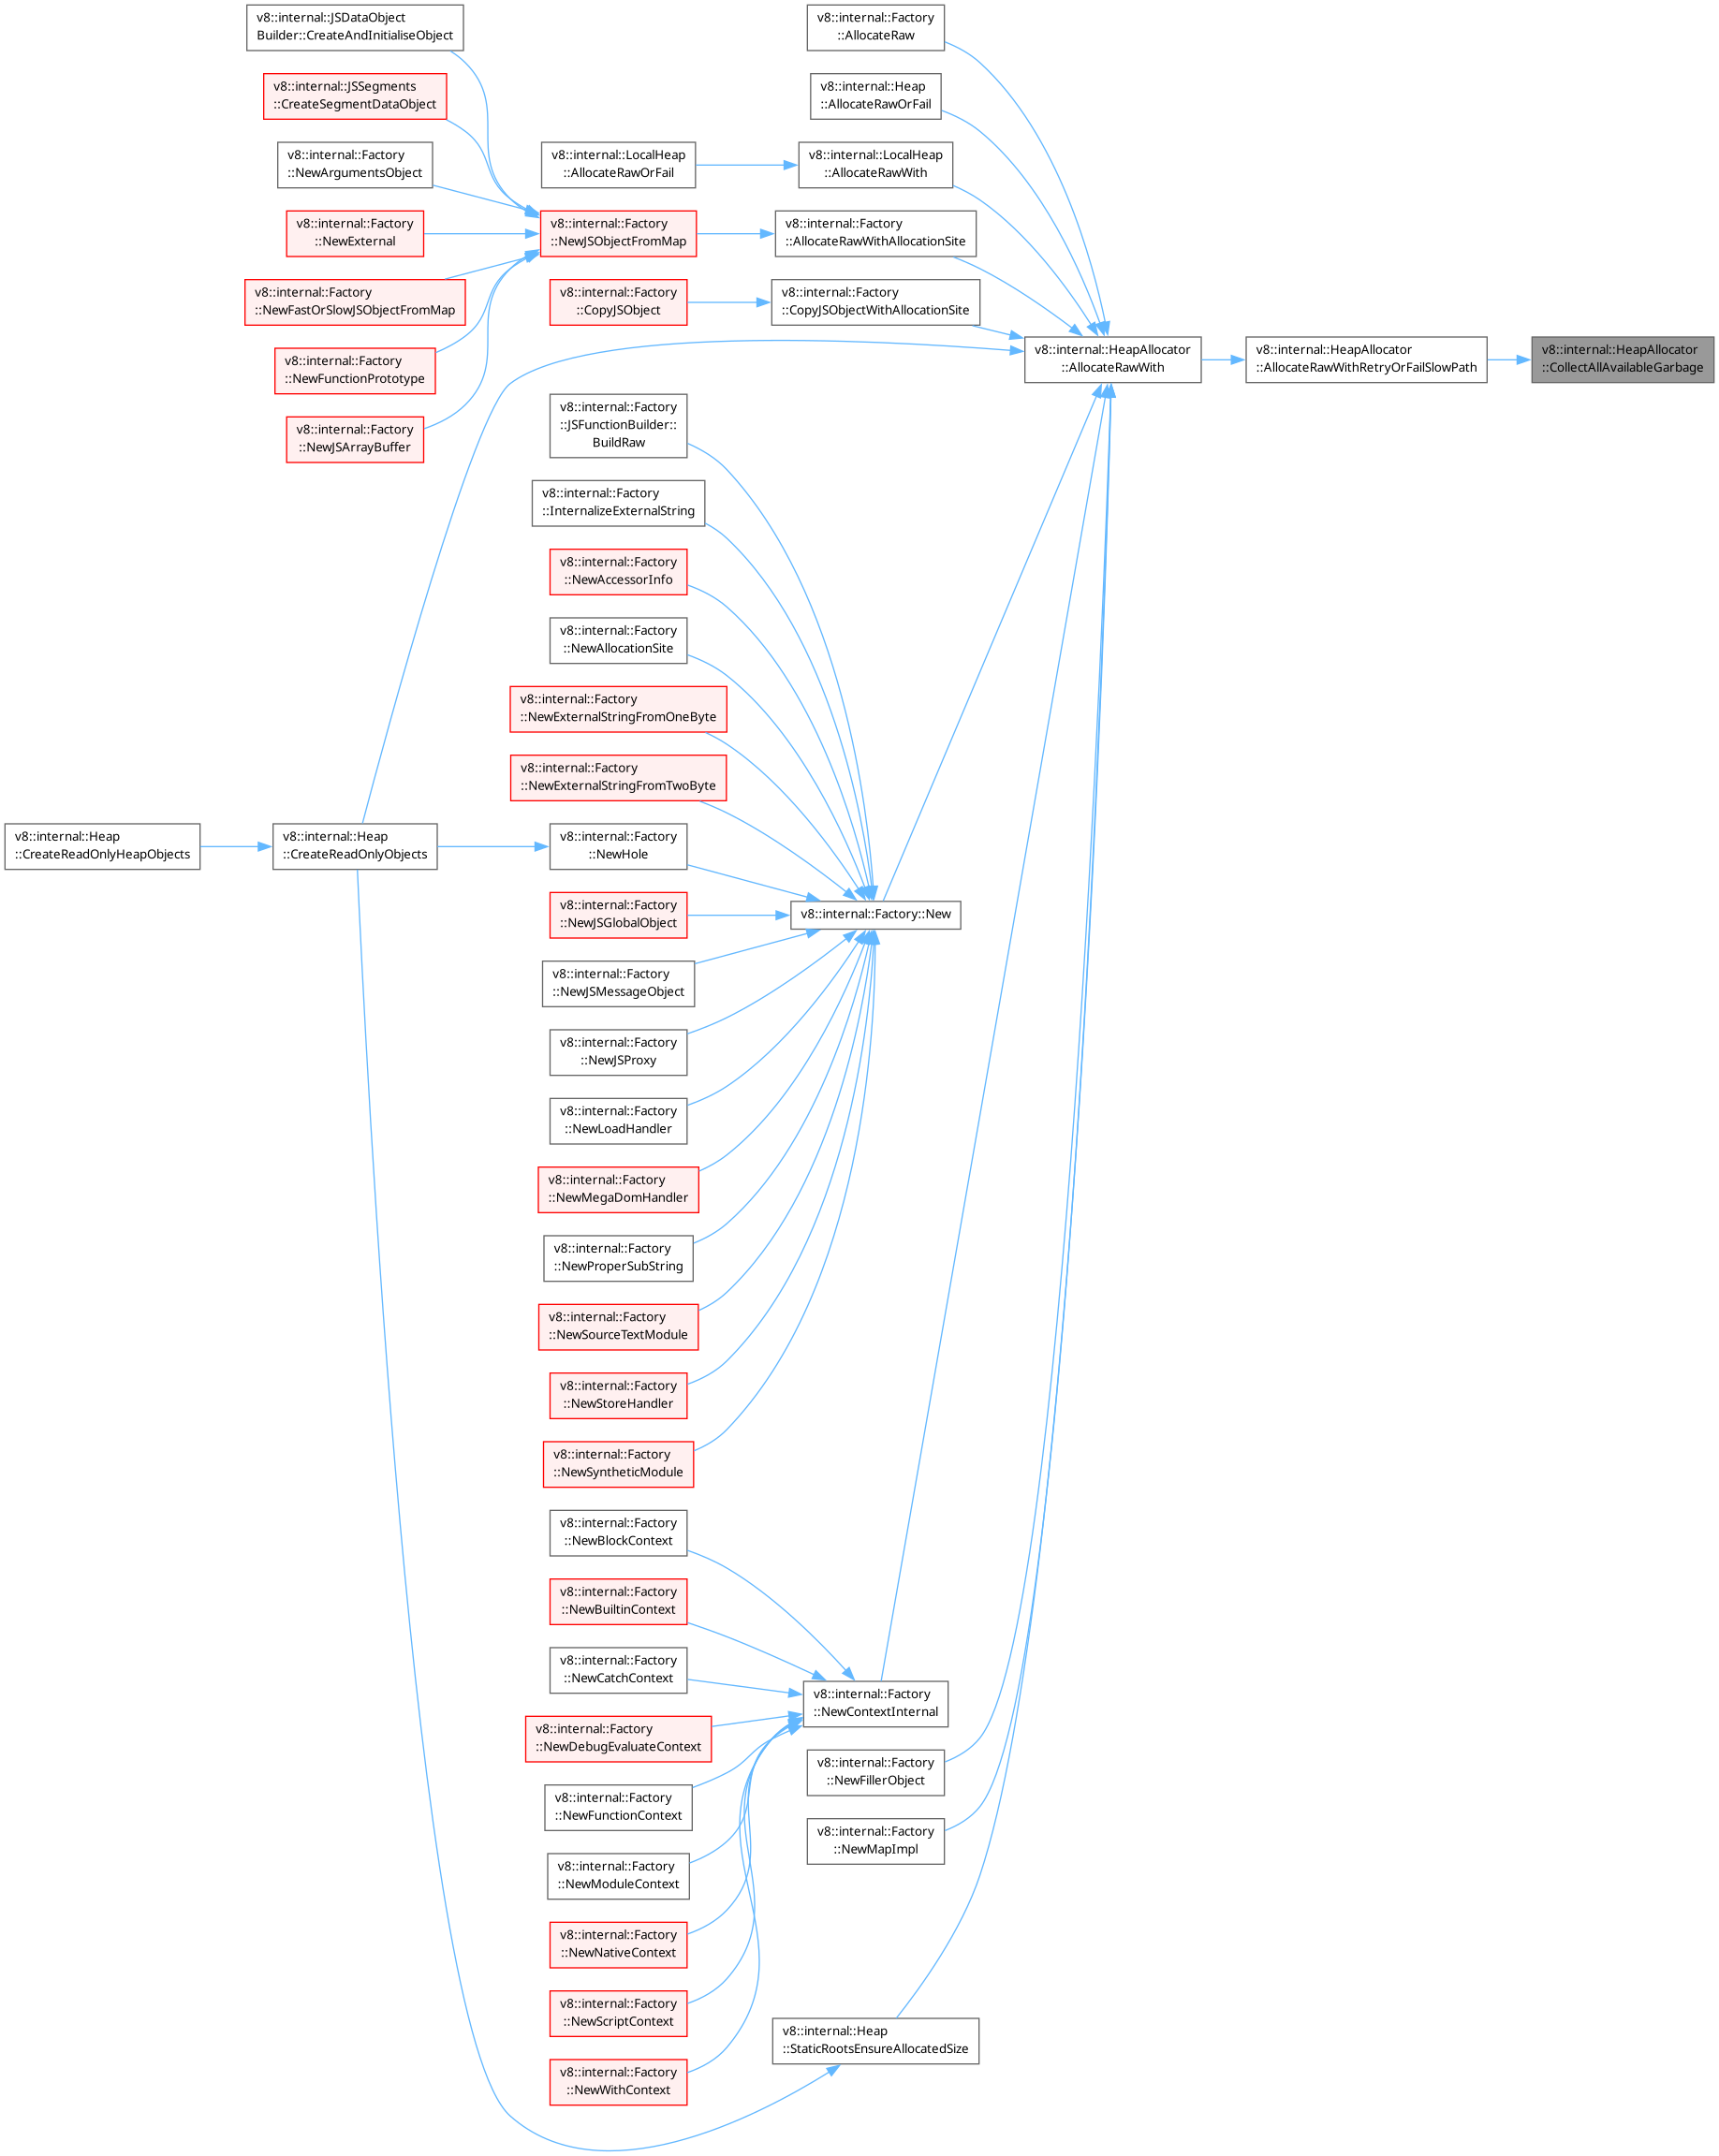 v8::internal::JSDataObject
Builder::CreateAndInitialiseObject
v8::internal::JSSegments
::CreateSegmentDataObject
v8::internal::Factory
::NewArgumentsObject
v8::internal::Factory
::NewExternal
v8::internal::Factory
::NewFastOrSlowJSObjectFromMap
v8::internal::Factory
::NewFunctionPrototype
v8::internal::Factory
::NewJSArrayBuffer
v8::internal::Heap
::CreateReadOnlyHeapObjects
v8::internal::Heap
::CreateReadOnlyObjects
v8::internal::LocalHeap
::AllocateRawOrFail
v8::internal::Factory
::NewJSObjectFromMap
v8::internal::Factory
::CopyJSObject
v8::internal::Factory
::JSFunctionBuilder::
BuildRaw
v8::internal::Factory
::InternalizeExternalString
v8::internal::Factory
::NewAccessorInfo
v8::internal::Factory
::NewAllocationSite
v8::internal::Factory
::NewExternalStringFromOneByte
v8::internal::Factory
::NewExternalStringFromTwoByte
v8::internal::Factory
::NewHole
v8::internal::Factory
::NewJSGlobalObject
v8::internal::Factory
::NewJSMessageObject
v8::internal::Factory
::NewJSProxy
v8::internal::Factory
::NewLoadHandler
v8::internal::Factory
::NewMegaDomHandler
v8::internal::Factory
::NewProperSubString
v8::internal::Factory
::NewSourceTextModule
v8::internal::Factory
::NewStoreHandler
v8::internal::Factory
::NewSyntheticModule
v8::internal::Factory
::NewBlockContext
v8::internal::Factory
::NewBuiltinContext
v8::internal::Factory
::NewCatchContext
v8::internal::Factory
::NewDebugEvaluateContext
v8::internal::Factory
::NewFunctionContext
v8::internal::Factory
::NewModuleContext
v8::internal::Factory
::NewNativeContext
v8::internal::Factory
::NewScriptContext
v8::internal::Factory
::NewWithContext
v8::internal::Factory
::AllocateRaw
v8::internal::Heap
::AllocateRawOrFail
v8::internal::LocalHeap
::AllocateRawWith
v8::internal::Factory
::AllocateRawWithAllocationSite
v8::internal::Factory
::CopyJSObjectWithAllocationSite
v8::internal::Factory::New
v8::internal::Factory
::NewContextInternal
v8::internal::Factory
::NewFillerObject
v8::internal::Factory
::NewMapImpl
v8::internal::Heap
::StaticRootsEnsureAllocatedSize
v8::internal::HeapAllocator
::AllocateRawWith
v8::internal::HeapAllocator
::AllocateRawWithRetryOrFailSlowPath
v8::internal::HeapAllocator
::CollectAllAvailableGarbage